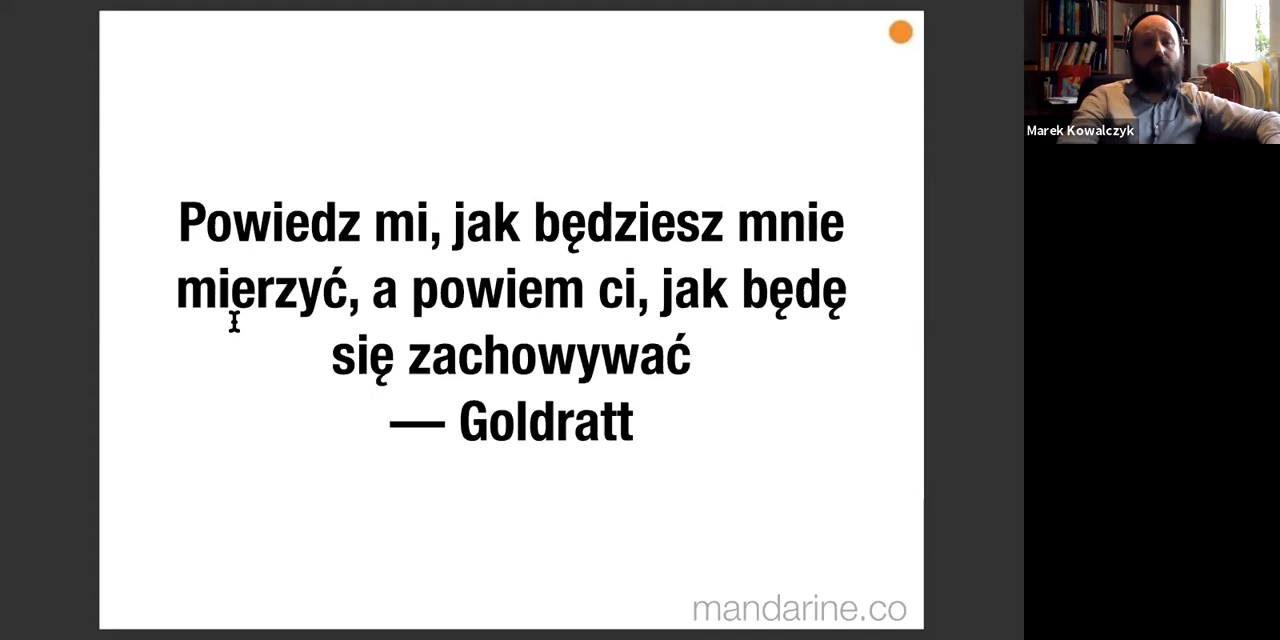 Powiedz mi, jak będziesz mnie
mierzyć, a powiem ci, jak będę
się zachowywać
— Goldratt
mandarine.co
Marek Kowalczyk